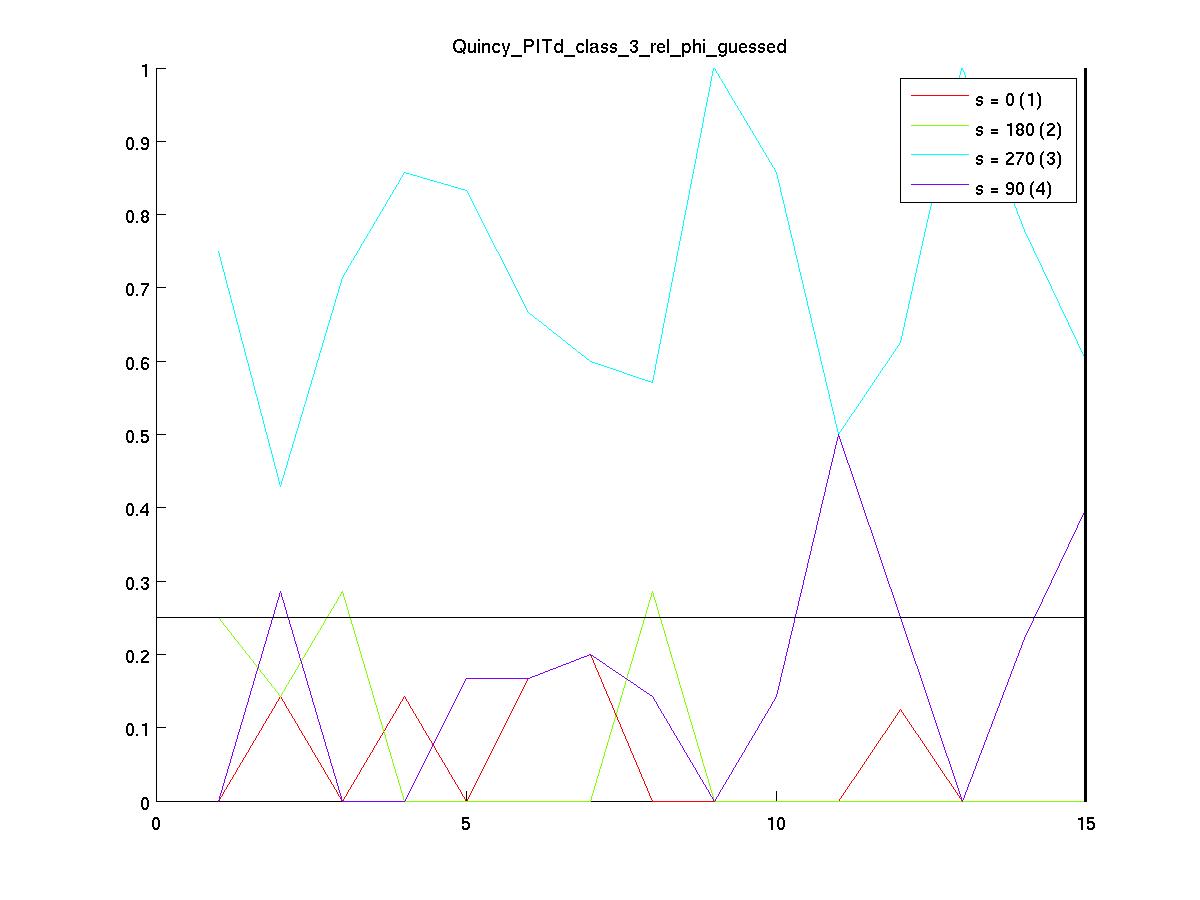 Quincy_PITd_class_3_rel_phi_guessed
1
0.9
0.8
0.7
0.6
0.5
0.4
0.3
0.2
0.1
0
s = 0 (1)
s = 180 (2)
s = 270 (3)
s = 90 (4)
0 5 10 15